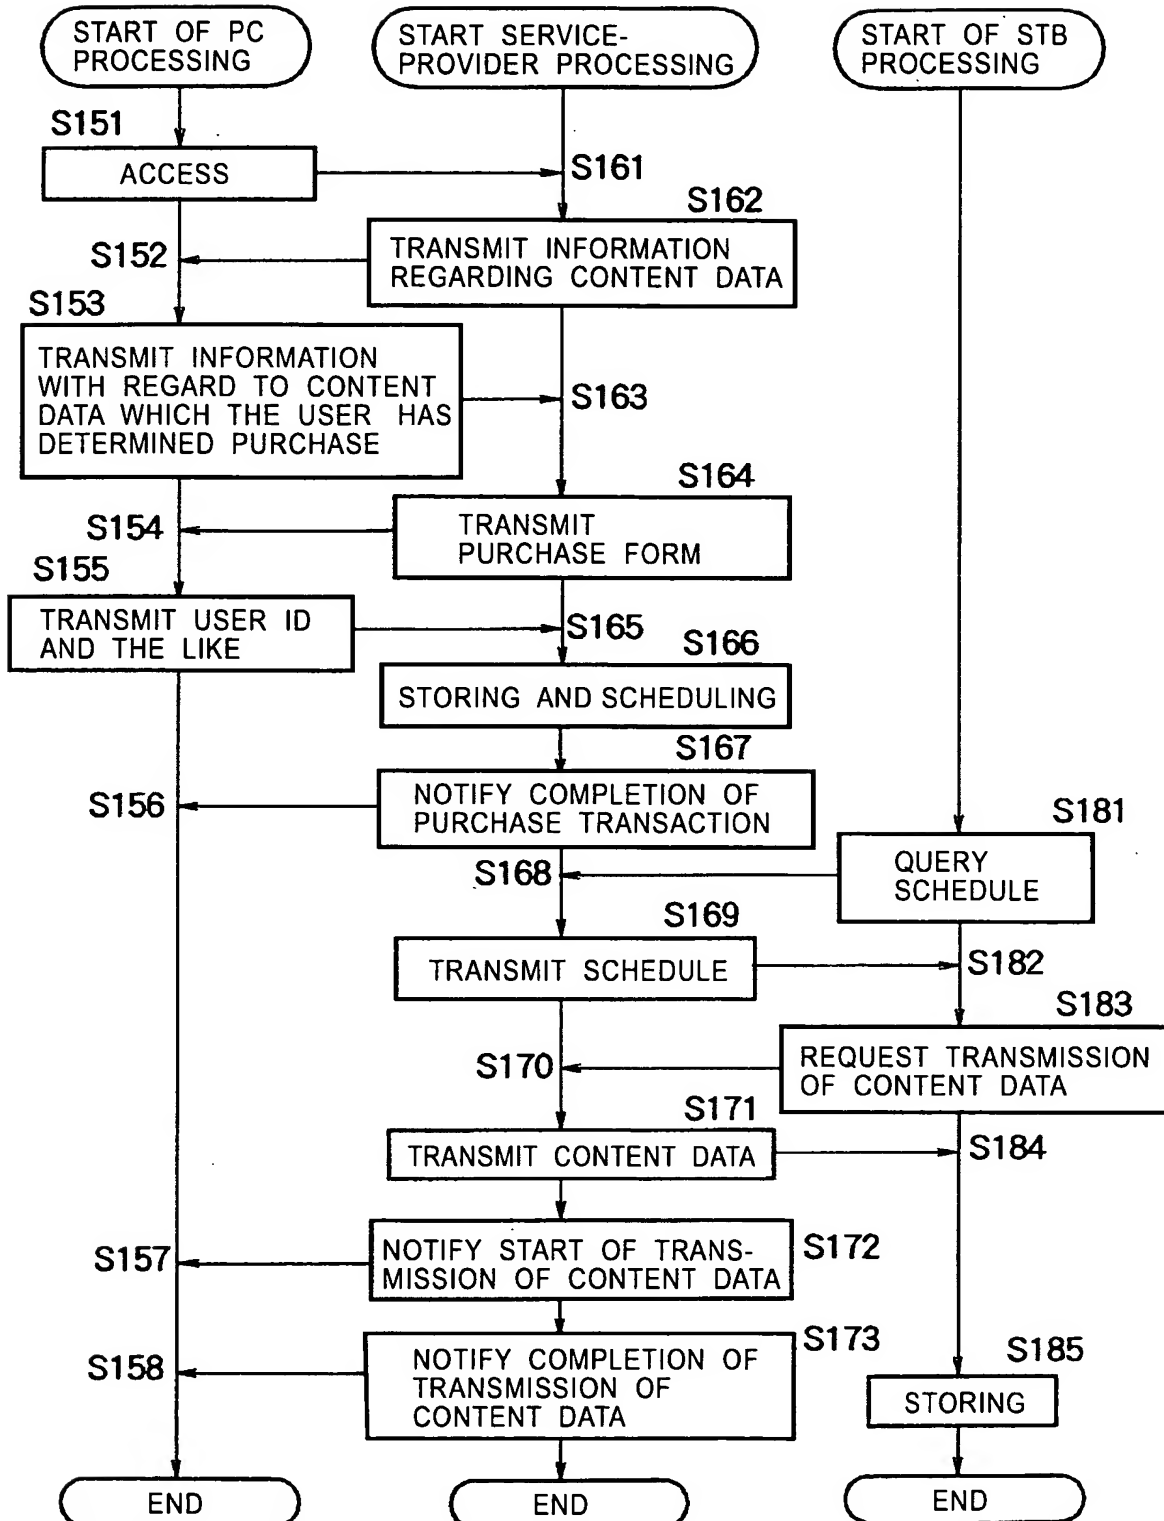 START OF PC
PROCESSING
START SERVICE-
PROVIDER PROCESSING
START OF STB
PROCESSING
S151
ACCESS
S161
S162
TRANSMIT INFORMATION
REGARDING CONTENT DATA
S152
S153
TRANSMIT INFORMATION
WITH REGARD TO CONTENT
DATA WHICH THE USER HAS
DETERMINED PURCHASE
S163
S164
TRANSMIT
PURCHASE FORM
S154
S155
TRANSMIT USER ID
AND THE LIKE
S165
S166
STORING AND SCHEDULING
S167
NOTIFY COMPLETION OF
PURCHASE TRANSACTION
S156
S181
QUERY
SCHEDULE
S168
S169
TRANSMIT SCHEDULE
S182
S183
REQUEST TRANSMISSION
OF CONTENT DATA
S170
S171
TRANSMIT CONTENT DATA
S184
S172
NOTIFY START OF TRANS-
MISSION OF CONTENT DATA
S157
S173
NOTIFY COMPLETION OF
TRANSMISSION OF
CONTENT DATA
S158
S185
STORING
END
END
END